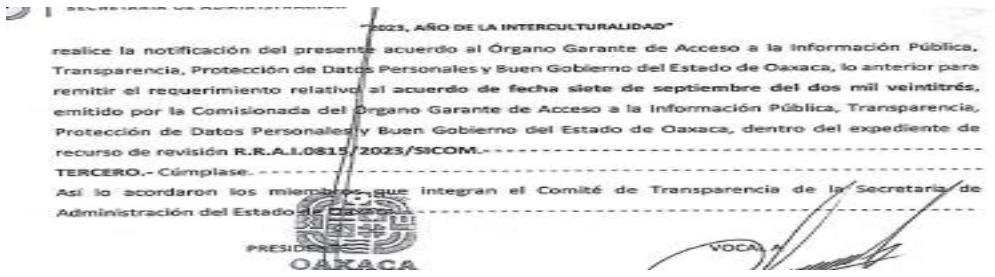 SECRETARÍA DE ADMINISTRACIÓN
"2023, AÑO DE LA INTERCULTURALIDAD"
realice la notificación del presente acuerdo al Órgano Garante de Acceso a la Información Pública,
Transparencia, Protección de Datos Personales y Buen Gobierno del Estado de Oaxaca, lo anterior para
remitir el requerimiento relativo al acuerdo de fecha siete de septiembre del dos mil veintitrés,
emitido por la Comisionada del Órgano Garante de Acceso a la Información Pública, Transparencia,
Protección de Datos Personales y Buen Gobierno del Estado de Oaxaca, dentro del expediente de
recurso de revisión R.R.A.I.0815/2023/SICOM.-----------------------------------
TERCERO.- Cúmplase.-----------------------------------
Así lo acordaron los miembros que integran el Comité de Transparencia de la Secretaría de
Administración del Estado de Oaxaca.-----------------------------------
VOCAL A
OAXACA